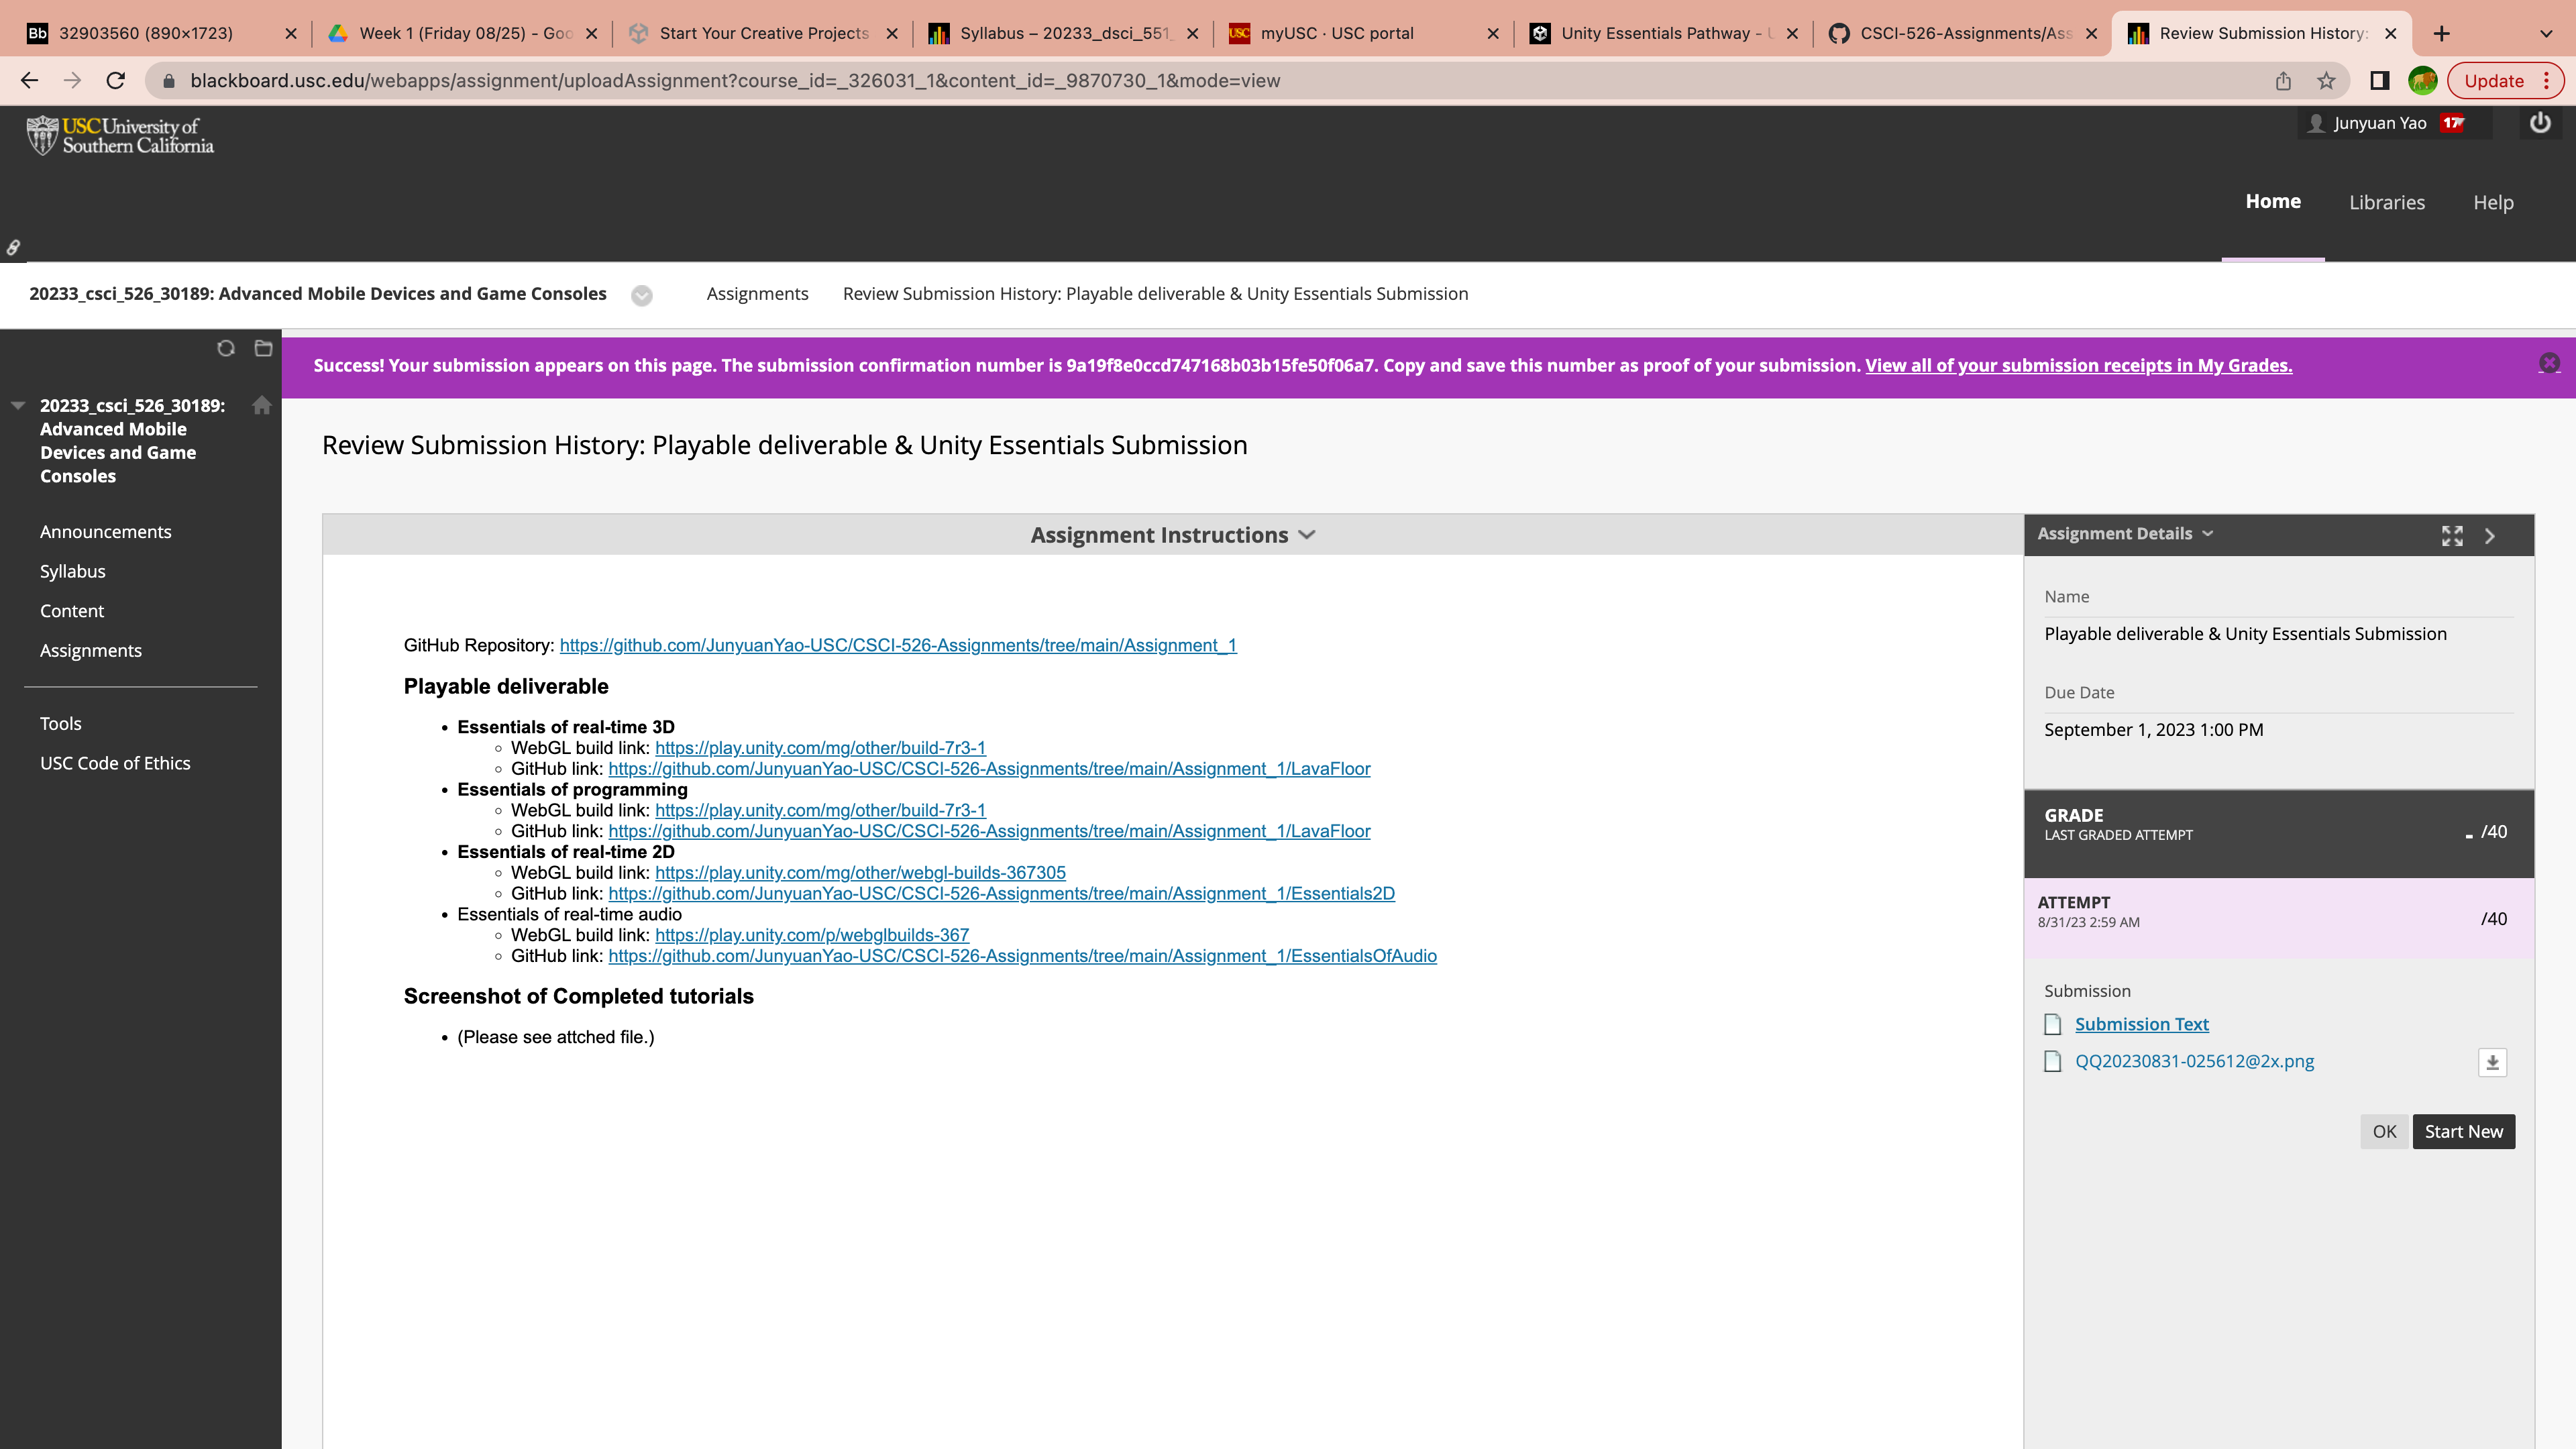 Bb 32903560 (890×1723)
Week 1 (Friday 08/25) - Goo
Start Your Creative Projects
Syllabus – 20233_dsci_551_
USC myUSC · USC portal
Unity Essentials Pathway - U
CSCI-526-Assignments/Ass
Review Submission History:
blackboard.usc.edu/webapps/assignment/uploadAssignment?course_id=_326031_1&content_id=_9870730_1&mode=view
Update
USC University of
Southern California
Junyuan Yao 17
Home
Libraries
Help
20233_csci_526_30189: Advanced Mobile Devices and Game Consoles
Assignments
Review Submission History: Playable deliverable & Unity Essentials Submission
Success! Your submission appears on this page. The submission confirmation number is 9a19f8e0ccd747168b03b15fe50f06a7. Copy and save this number as proof of your submission. View all of your submission receipts in My Grades.
20233_csci_526_30189:
Advanced Mobile
Devices and Game
Consoles
Announcements
Syllabus
Content
Assignments
Tools
USC Code of Ethics
Review Submission History: Playable deliverable & Unity Essentials Submission
Assignment Instructions
GitHub Repository: https://github.com/JunyuanYao-USC/CSCI-526-Assignments/tree/main/Assignment_1
Playable deliverable
• Essentials of real-time 3D
◦ WebGL build link: https://play.unity.com/mg/other/build-7r3-1
◦ GitHub link: https://github.com/JunyuanYao-USC/CSCI-526-Assignments/tree/main/Assignment_1/LavaFloor
• Essentials of programming
◦ WebGL build link: https://play.unity.com/mg/other/build-7r3-1
◦ GitHub link: https://github.com/JunyuanYao-USC/CSCI-526-Assignments/tree/main/Assignment_1/LavaFloor
• Essentials of real-time 2D
◦ WebGL build link: https://play.unity.com/mg/other/webgl-builds-367305
◦ GitHub link: https://github.com/JunyuanYao-USC/CSCI-526-Assignments/tree/main/Assignment_1/Essentials2D
• Essentials of real-time audio
◦ WebGL build link: https://play.unity.com/p/webglbuilds-367
◦ GitHub link: https://github.com/JunyuanYao-USC/CSCI-526-Assignments/tree/main/Assignment_1/EssentialsOfAudio
Screenshot of Completed tutorials
• (Please see attched file.)
Assignment Details
Name
Playable deliverable & Unity Essentials Submission
Due Date
September 1, 2023 1:00 PM
GRADE
LAST GRADED ATTEMPT
- /40
ATTEMPT
8/31/23 2:59 AM
/40
Submission
Submission Text
QQ20230831-025612@2x.png
OK
Start New